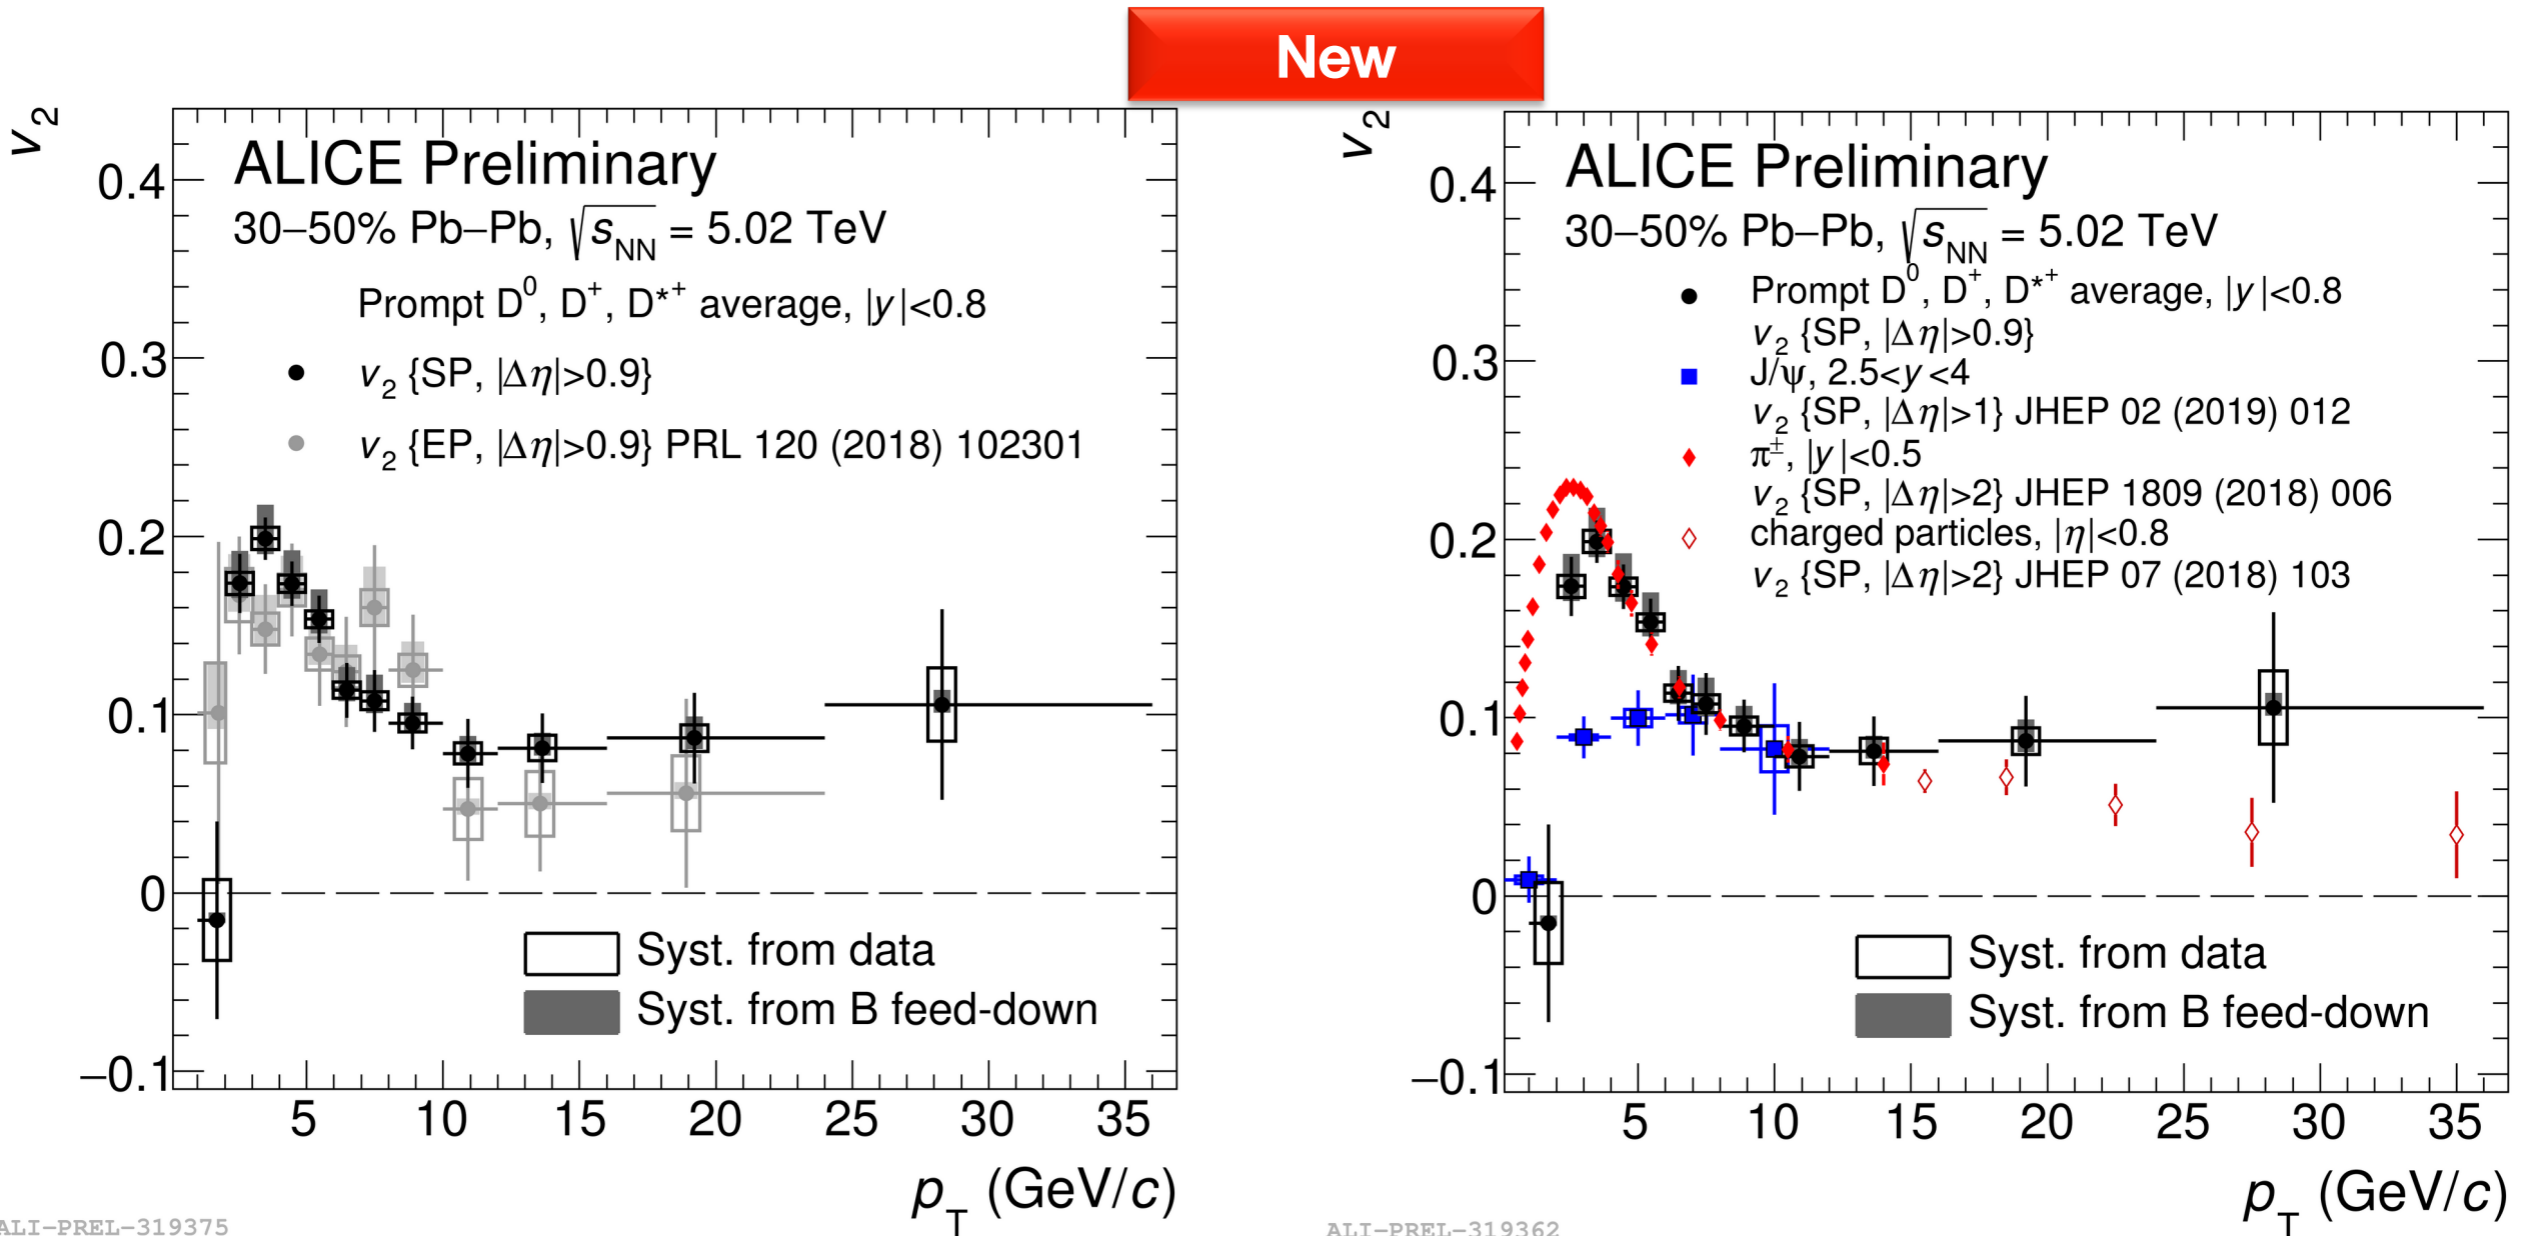 New
v2
ALICE Preliminary
30–50% Pb–Pb, √sNN = 5.02 TeV
Prompt D0, D+, D*+ average, |y|<0.8
v2 {SP, |Δη|>0.9}
v2 {EP, |Δη|>0.9} PRL 120 (2018) 102301
0.4
0.3
0.2
0.1
0
−0.1
Syst. from data
Syst. from B feed-down
5 10 15 20 25 30 35
pT (GeV/c)
ALI−PREL−319375
v2
ALICE Preliminary
30–50% Pb–Pb, √sNN = 5.02 TeV
Prompt D0, D+, D*+ average, |y|<0.8
v2 {SP, |Δη|>0.9}
J/ψ, 2.5<y<4
v2 {SP, |Δη|>1} JHEP 02 (2019) 012
π±, |y|<0.5
v2 {SP, |Δη|>2} JHEP 1809 (2018) 006
charged particles, |η|<0.8
v2 {SP, |Δη|>2} JHEP 07 (2018) 103
0.4
0.3
0.2
0.1
0
−0.1
Syst. from data
Syst. from B feed-down
5 10 15 20 25 30 35
pT (GeV/c)
ALI−PREL−319362